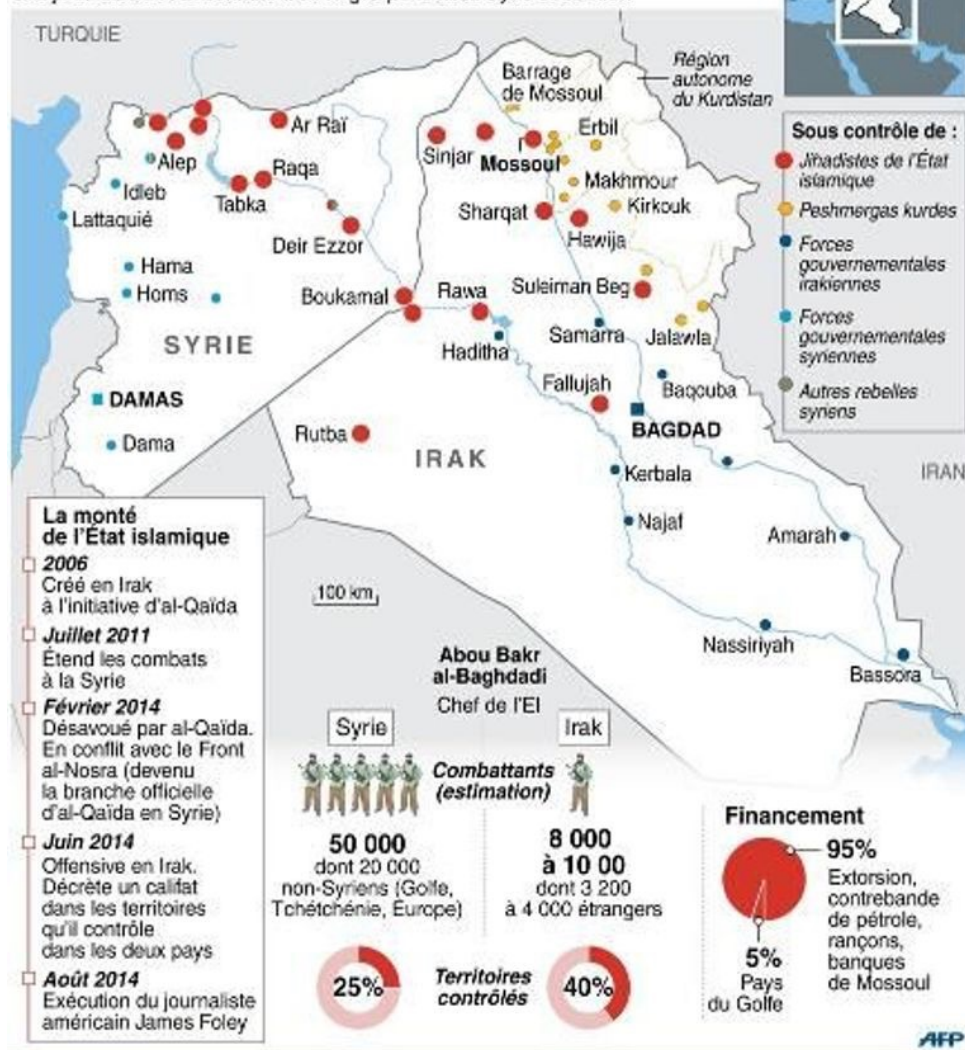 TURQUIE
Région
autonome
du Kurdistan
Barrage
de Mossoul
Erbil
Ar Raï
Sinjar
Mossoul
Alep
Raqa
Idleb
Tabka
Makhmour
Lattaquié
Sharqat
Kirkouk
Deir Ezzor
Hawija
Hama
Homs
Boukamal
Rawa
Suleiman Beg
SYRIE
Haditha
Samarra
Jalawla
Fallujah
Baqouba
DAMAS
BAGDAD
Dama
Rutba
IRAK
Kerbala
IRAN
Najaf
Amarah
Nassiriyah
Bassora
100 km
Sous contrôle de :
Jihadistes de l'État
islamique
Peshmergas kurdes
Forces
gouvernementales
irakiennes
Forces
gouvernementales
syriennes
Autres rebelles
syriens
La monté
de l'État islamique
2006
Créé en Irak
à l'initiative d'al-Qaïda
Juillet 2011
Étend les combats
à la Syrie
Février 2014
Désavoué par al-Qaïda.
En conflit avec le Front
al-Nosra (devenu
la branche officielle
d'al-Qaïda en Syrie)
Juin 2014
Offensive en Irak.
Décrète un califat
dans les territoires
qu'il contrôle
dans les deux pays
Août 2014
Exécution du journaliste
américain James Foley
Abou Bakr
al-Baghdadi
Chef de l'EI
Syrie
Irak
Combattants
(estimation)
50 000
dont 20 000
non-Syriens (Golfe,
Tchétchénie, Europe)
8 000
à 10 00
dont 3 200
à 4 000 étrangers
25%
Territoires
contrôlés
40%
Financement
95%
Extorsion,
contrebande
de pétrole,
rançons,
banques
de Mossoul
5%
Pays
du Golfe
AFP